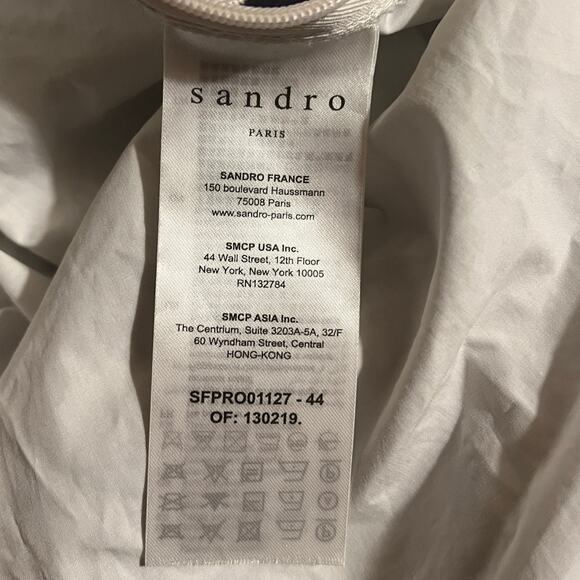 sandro
PARIS
SANDRO FRANCE
150 boulevard Haussmann
75008 Paris
www.sandro-paris.com
SMCP USA Inc.
44 Wall Street, 12th Floor
New York, New York 10005
RN132784
SMCP ASIA Inc.
The Centrium, Suite 3203A-5A, 32/F
60 Wyndham Street, Central
HONG-KONG
SFPRO01127 - 44
OF: 130219.